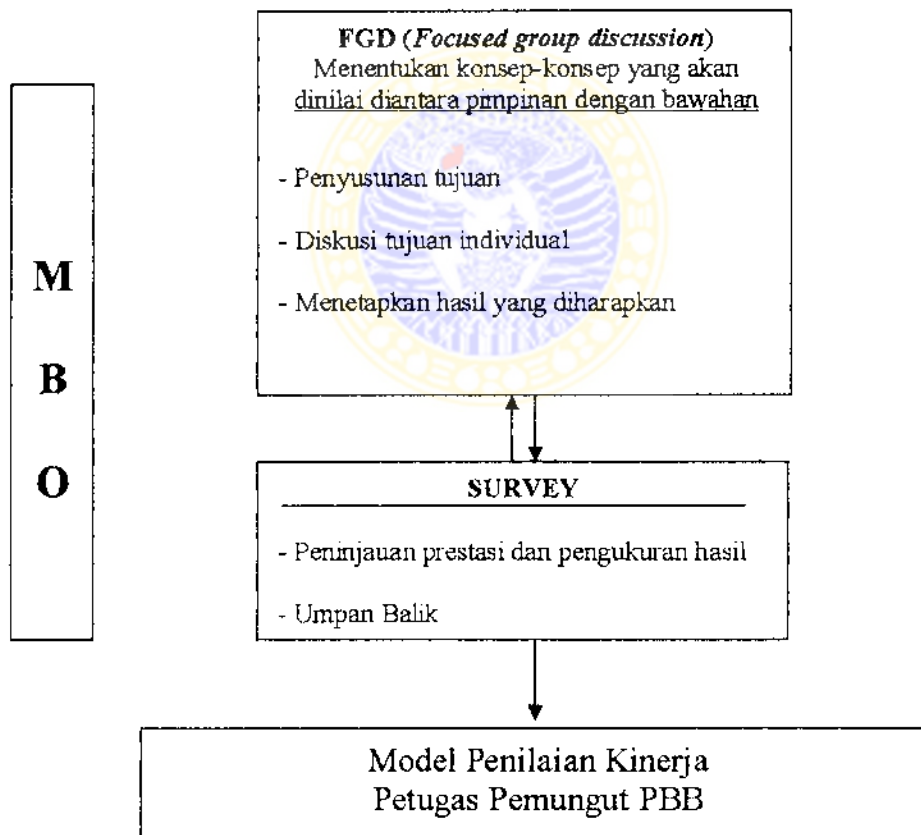 M
B
O
FGD (Focused group discussion)
Menentukan konsep-konsep yang akan
dinilai diantara pimpinan dengan bawahan
- Penyusunan tujuan
- Diskusi tujuan individual
- Menetapkan hasil yang diharapkan
SURVEY
- Peninjauan prestasi dan pengukuran hasil
- Umpan Balik
Model Penilaian Kinerja
Petugas Pemungut PBB